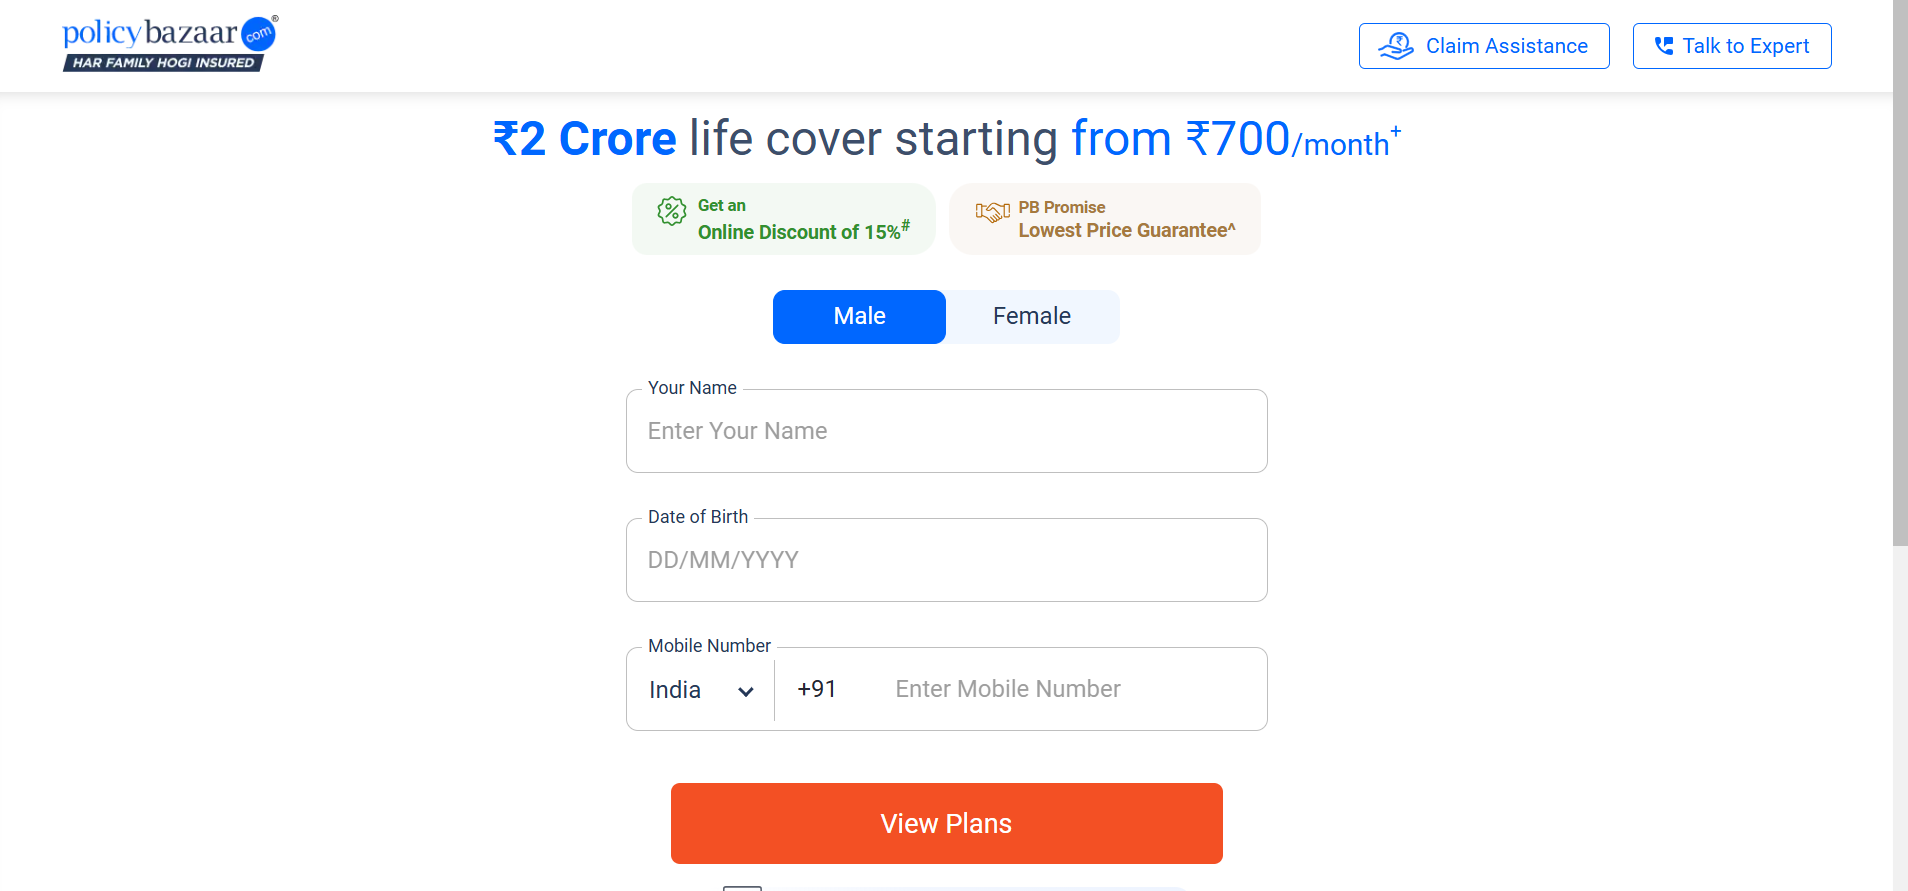 policybazaar com ®
HAR FAMILY HOGI INSURED
Claim Assistance
Talk to Expert
₹2 Crore life cover starting from ₹700/month+
Get an
Online Discount of 15%#
PB Promise
Lowest Price Guarantee^
Male
Female
Your Name
Enter Your Name
Date of Birth
DD/MM/YYYY
Mobile Number
India
+91
Enter Mobile Number
View Plans